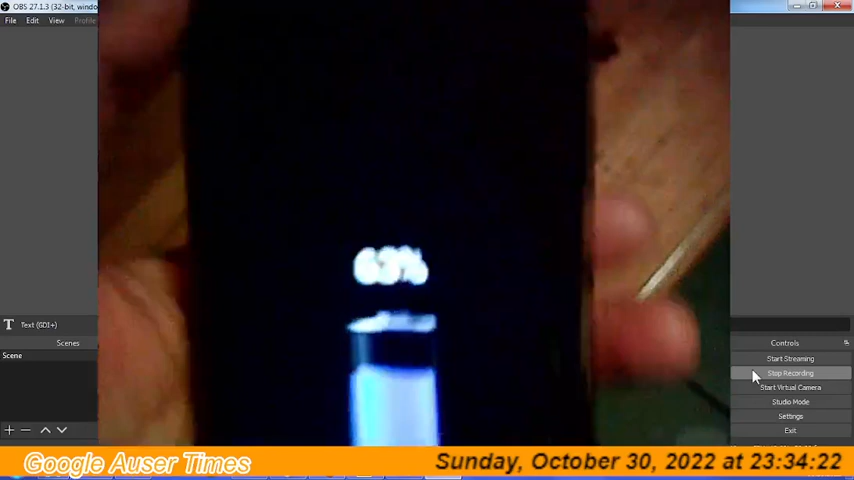 OBS 27.1.3 (32-bit, windo
File Edit View Profile
63%
Text (GDI+)
Scenes
Scene
Controls
Start Streaming
Stop Recording
Start Virtual Camera
Studio Mode
Settings
Exit
Google Auser Times
Sunday, October 30, 2022 at 23:34:22